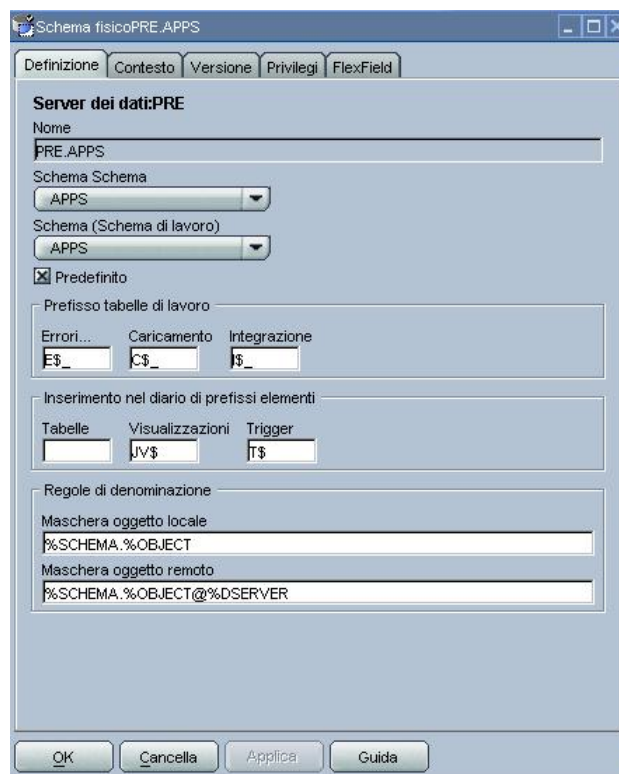 Schema fisicoPRE.APPS
Definizione Contesto Versione Privilegi FlexField
Server dei dati:PRE
Nome
PRE.APPS
Schema Schema
APPS
Schema (Schema di lavoro)
APPS
Predefinito
Prefisso tabelle di lavoro
Errori... Caricamento Integrazione
E$_ C$_ I$_
Inserimento nel diario di prefissi elementi
Tabelle Visualizzazioni Trigger
JV$ T$
Regole di denominazione
Maschera oggetto locale
%SCHEMA.%OBJECT
Maschera oggetto remoto
%SCHEMA.%OBJECT@%DSERVER
OK Cancella Applica Guida